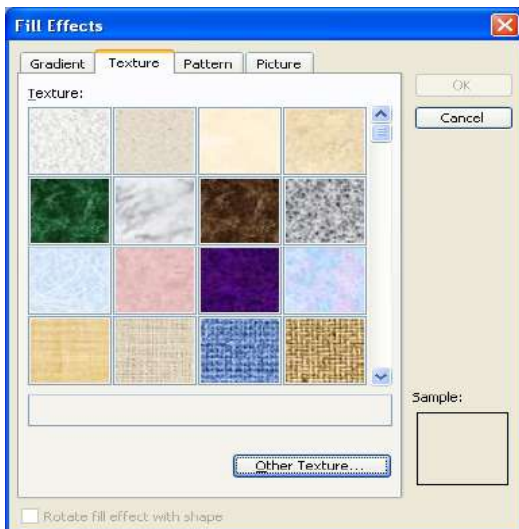 Fill Effects
Gradient Texture Pattern Picture
Texture:
OK
Cancel
Sample:
Other Texture...
Rotate fill effect with shape